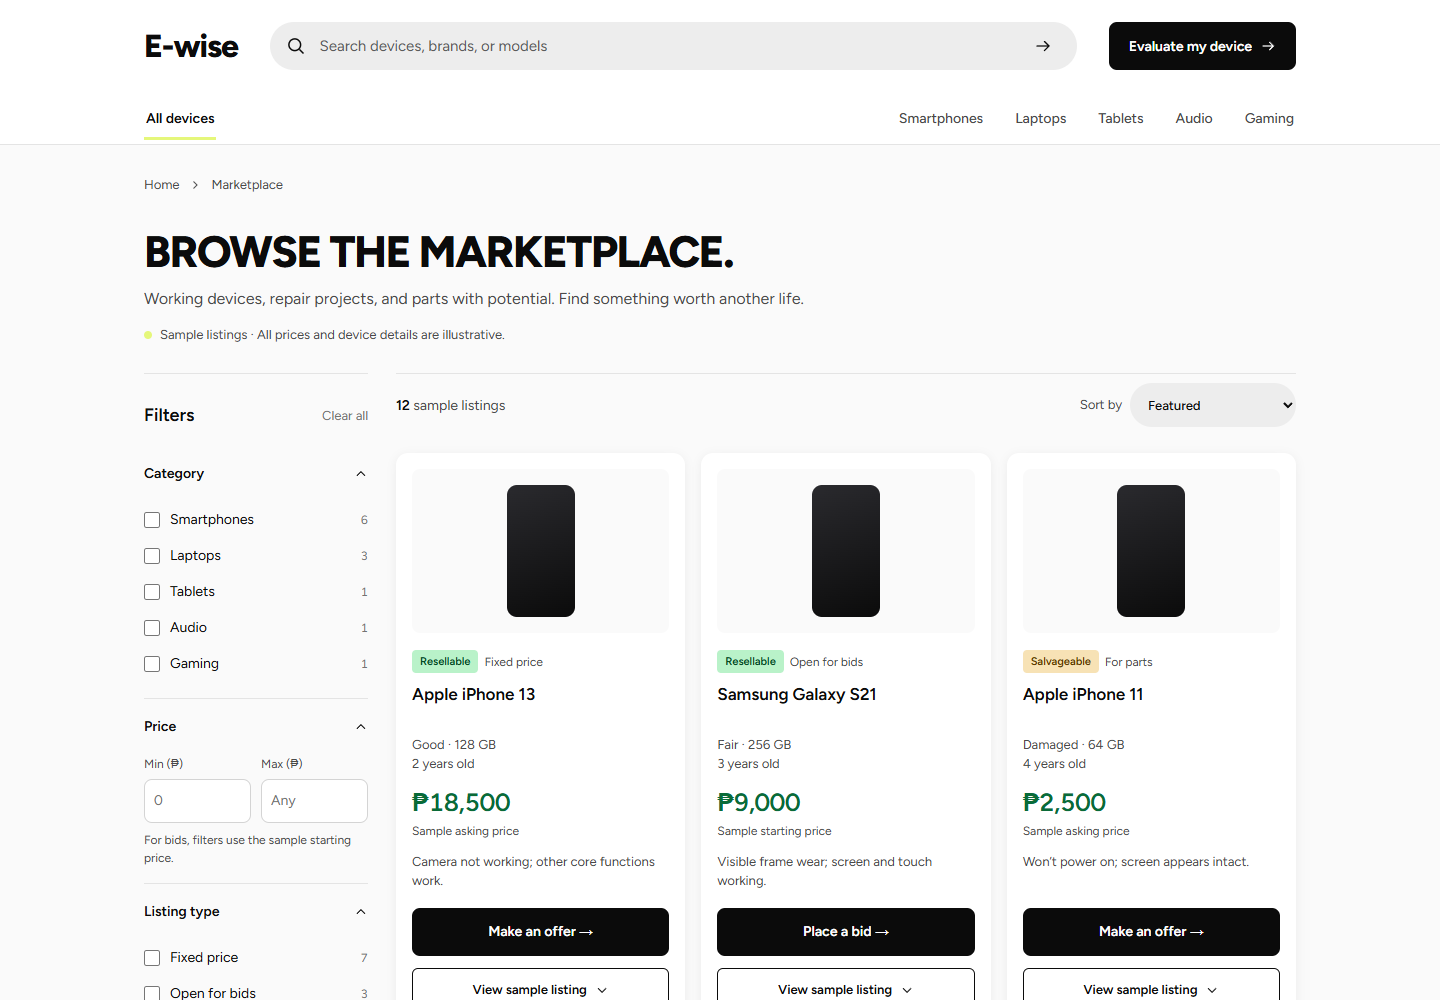 E-wise
Search devices, brands, or models
Evaluate my device →
All devices
Smartphones
Laptops
Tablets
Audio
Gaming
Home > Marketplace
BROWSE THE MARKETPLACE.
Working devices, repair projects, and parts with potential. Find something worth another life.
Sample listings · All prices and device details are illustrative.
Filters
Clear all
Category
Smartphones 6
Laptops 3
Tablets 1
Audio 1
Gaming 1
Price
Min (₱)
Max (₱)
0
Any
For bids, filters use the sample starting
price.
Listing type
Fixed price 7
Open for bids 3
12 sample listings
Sort by Featured
Resellable Fixed price
Apple iPhone 13
Good · 128 GB
2 years old
₱18,500
Sample asking price
Camera not working; other core functions
work.
Make an offer →
View sample listing
Resellable Open for bids
Samsung Galaxy S21
Fair · 256 GB
3 years old
₱9,000
Sample starting price
Visible frame wear; screen and touch
working.
Place a bid →
View sample listing
Salvageable For parts
Apple iPhone 11
Damaged · 64 GB
4 years old
₱2,500
Sample asking price
Won’t power on; screen appears intact.
Make an offer →
View sample listing